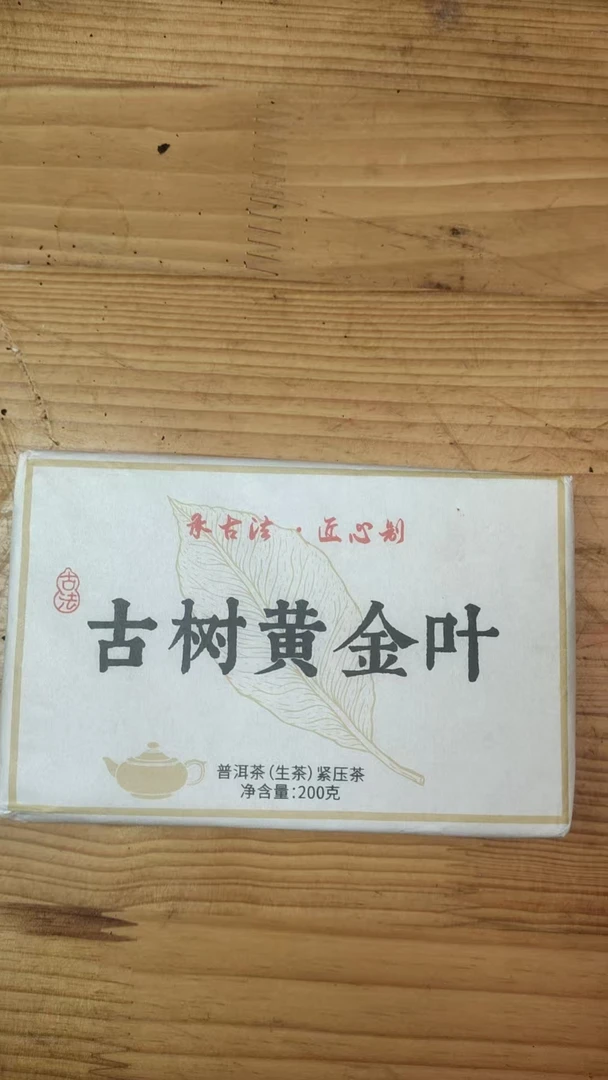 承古法·匠心制
古法
古树黄金叶
普洱茶（生茶）紧压茶
净含量：200克